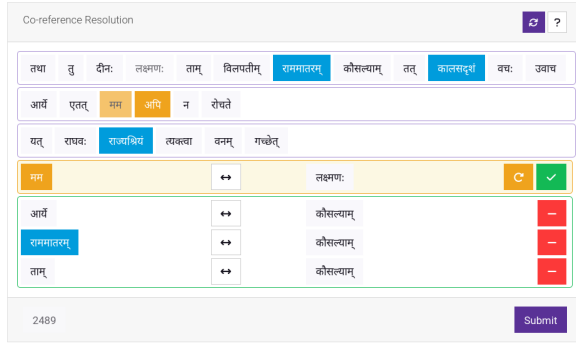 Co-reference Resolution
?
तथा तु दीनः लक्ष्मणः ताम् विलपतीम् राममातरम् कौसल्याम् तत् कालसदृशं वचः उवाच
आर्ये एतत् मम अपि न रोचते
यत् राघवः राज्यश्रियं त्यक्त्वा वनम् गच्छेत्
मम ↔ लक्ष्मणः
आर्ये ↔ कौसल्याम्
राममातरम् ↔ कौसल्याम्
ताम् ↔ कौसल्याम्
2489 Submit